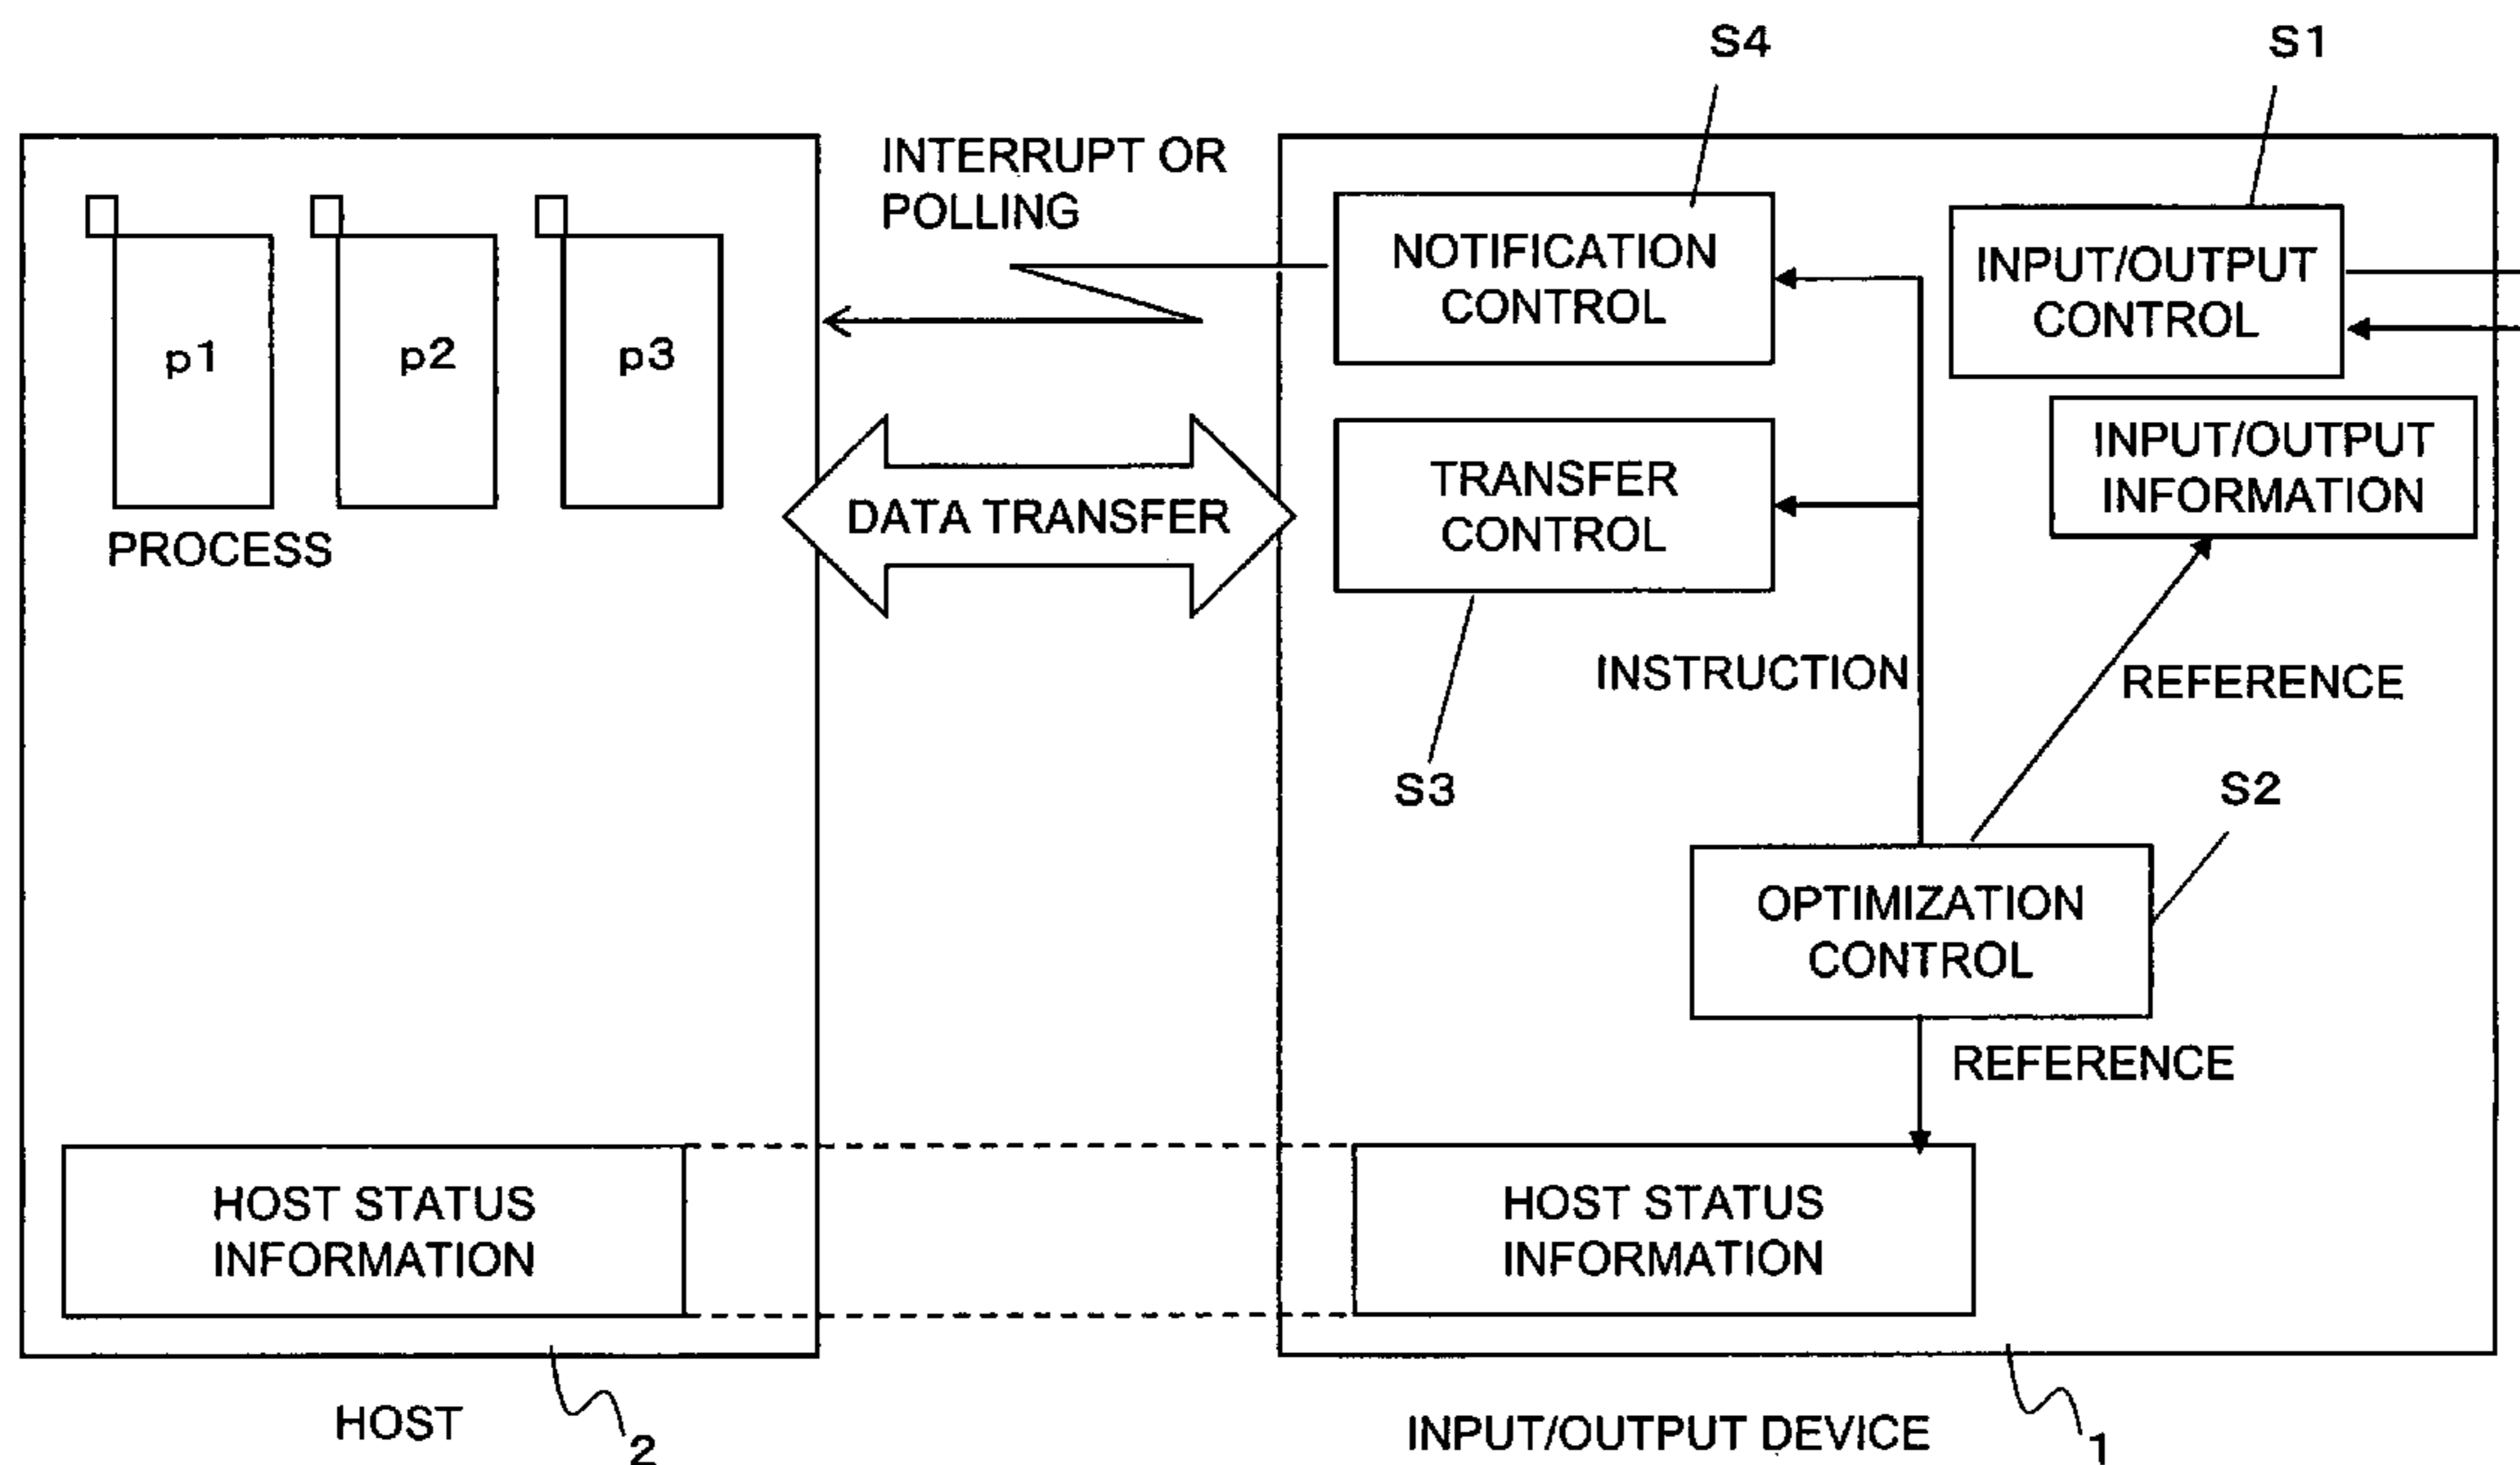 S4
S1
INTERRUPT OR
POLLING
NOTIFICATION
CONTROL
INPUT/OUTPUT
CONTROL
p1
p2
p3
INPUT/OUTPUT
INFORMATION
TRANSFER
CONTROL
DATA TRANSFER
PROCESS
INSTRUCTION
REFERENCE
S3
S2
OPTIMIZATION
CONTROL
REFERENCE
HOST STATUS
INFORMATION
HOST STATUS
INFORMATION
HOST
2
INPUT/OUTPUT DEVICE
1